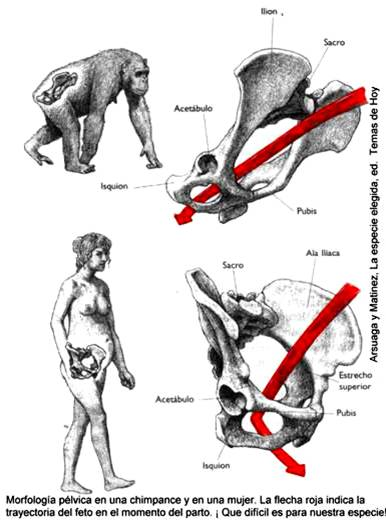 Ilion
Sacro
Acetábulo
Isquion
Pubis
Arsuaga y Matinez, La especie elegida, ed. Temas de Hoy
Sacro
Ala Ilíaca
Estrecho
superior
Acetábulo
Pubis
Isquion
Morfología pélvica en una chimpance y en una mujer. La flecha roja indica la
trayectoria del feto en el momento del parto. ¡ Que difícil es para nuestra especie!